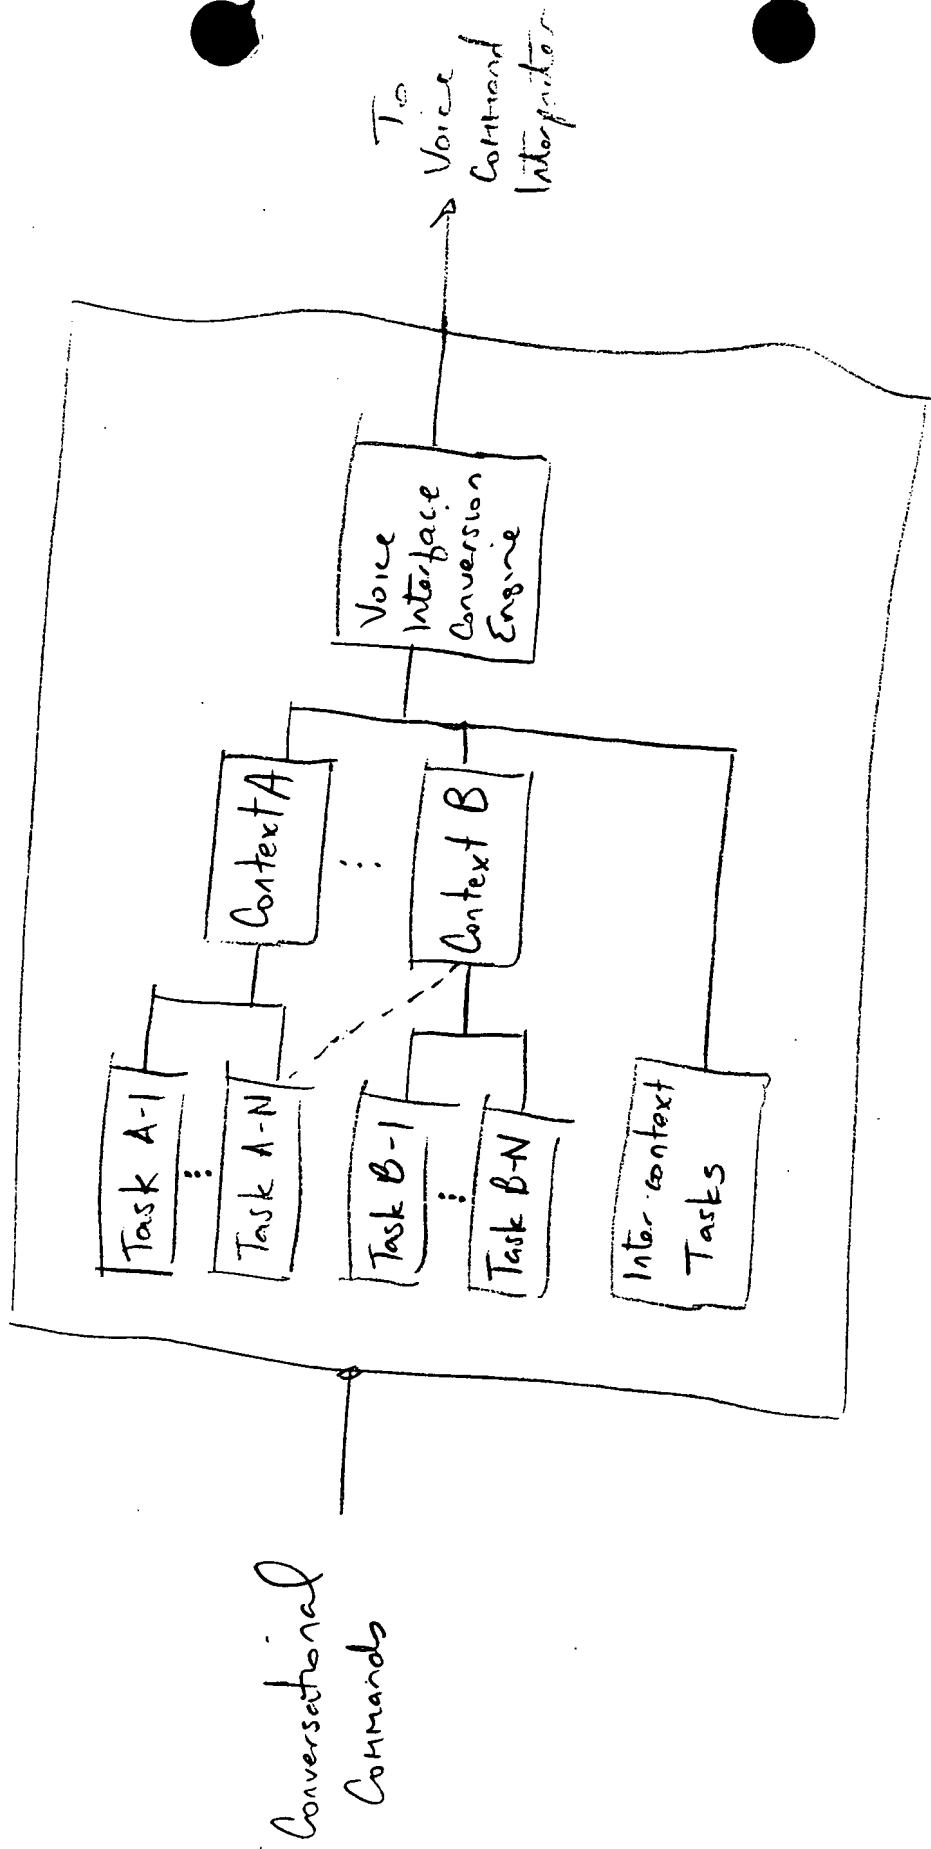 Conversational
Commands
Task A-1
Task A-N
Task B-1
Task B-N
Inter-context
Tasks
Context A
Context B
Voice
Interface
Conversion
Engine
To
Voice
Command
Interpreter